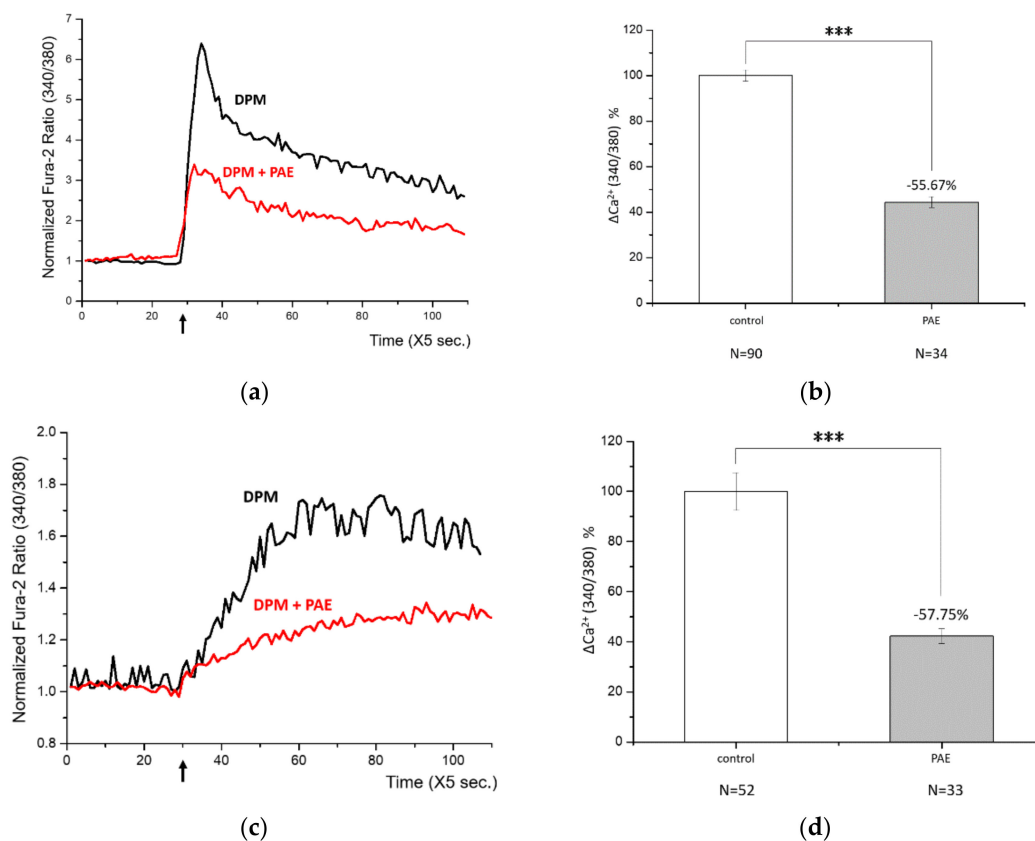 7
6
5
4
3
2
1
0
Normalized Fura-2 Ratio (340/380)
DPM
DPM + PAE
0 20 40 60 80 100
Time (X5 sec.)
(a)
120
100
80
60
40
20
0
ΔCa²⁺ (340/380) %
***
-55.67%
control PAE
N=90 N=34
(b)
2.0
1.8
1.6
1.4
1.2
1.0
0.8
Normalized Fura-2 Ratio (340/380)
DPM
DPM + PAE
0 20 40 60 80 100
Time (X5 sec.)
(c)
120
100
80
60
40
20
0
ΔCa²⁺ (340/380) %
***
-57.75%
control PAE
N=52 N=33
(d)